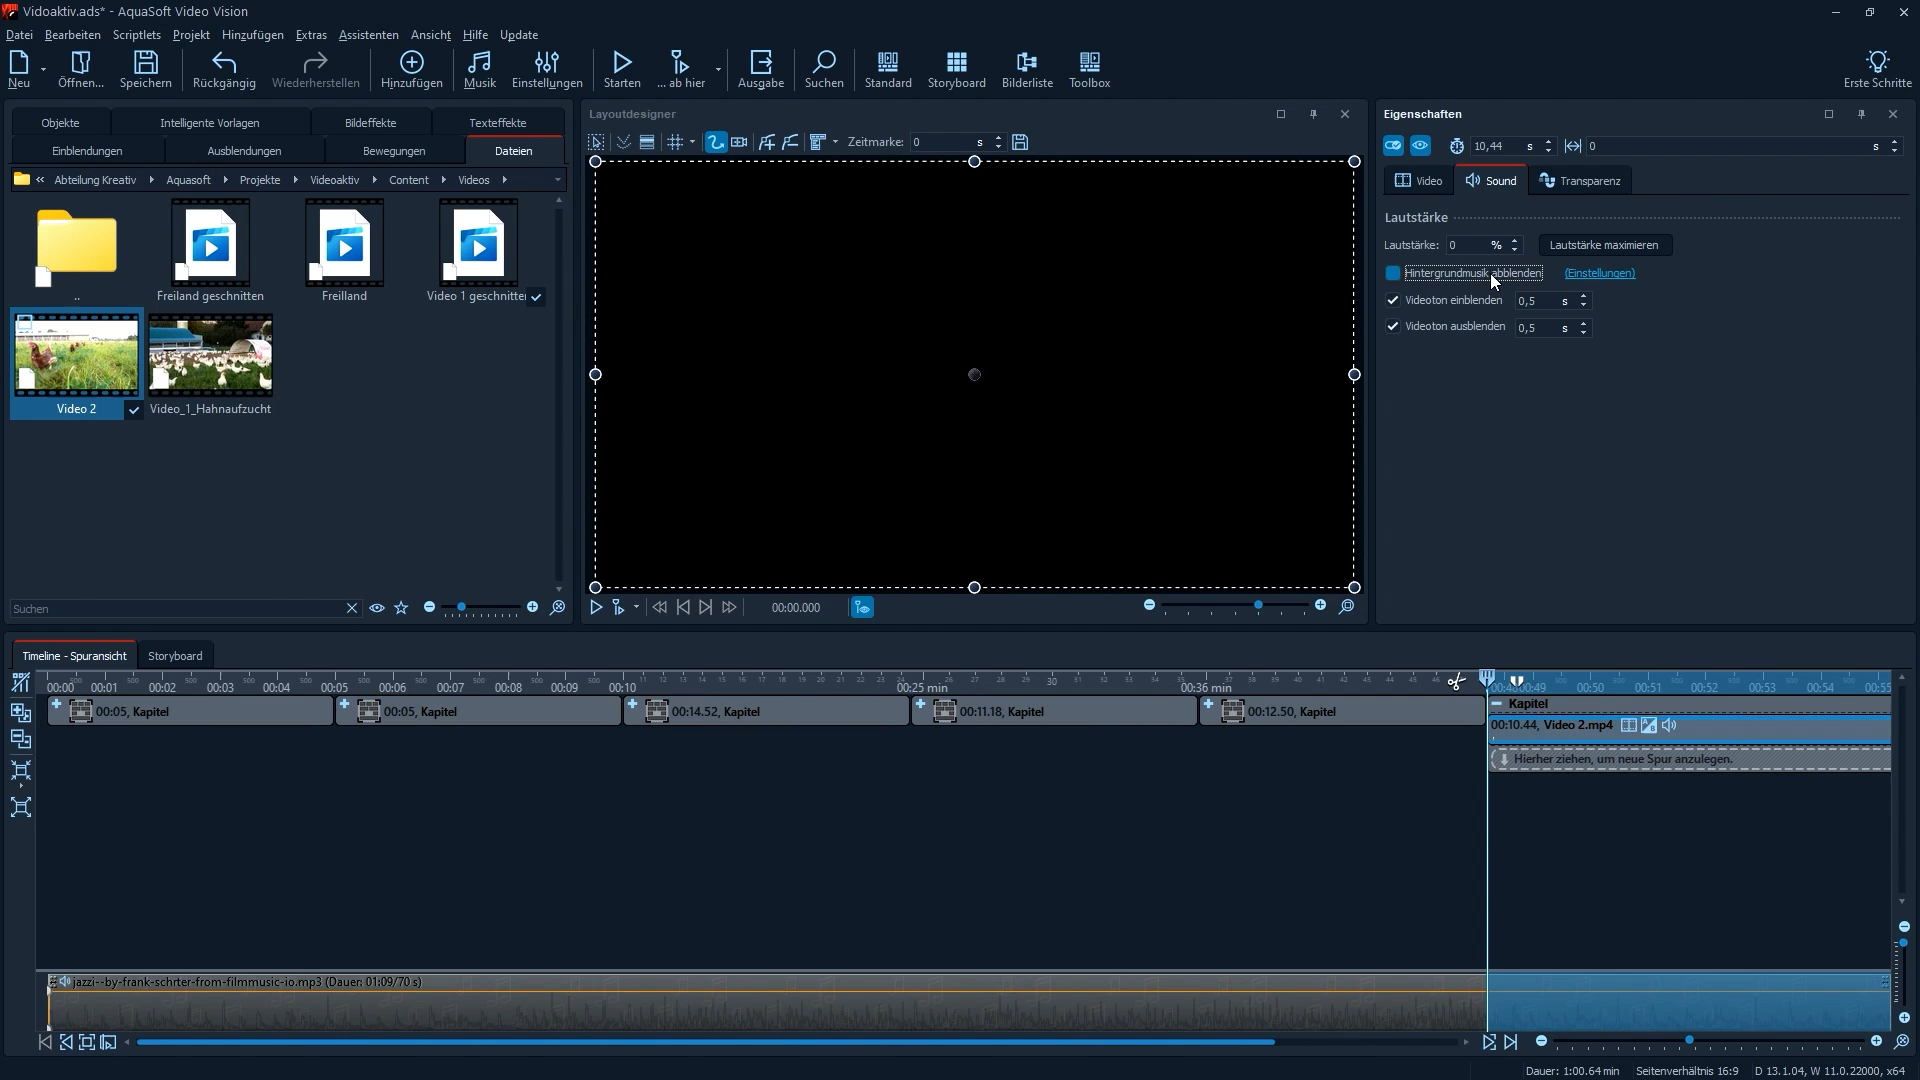 Vidoaktiv.ads* - AquaSoft Video Vision
Datei Bearbeiten Scriptlets Projekt Hinzufügen Extras Assistenten Ansicht Hilfe Update
Neu Öffnen... Speichern Rückgängig Wiederherstellen Hinzufügen Musik Einstellungen Starten ... ab hier Ausgabe Suchen Standard Storyboard Bilderliste Toolbox Erste Schritte
Objekte Intelligente Vorlagen Bildeffekte Texteffekte
Einblendungen Ausblendungen Bewegungen Dateien
« Abteilung Kreativ Aquasoft Projekte Videoaktiv Content Videos
..
Freiland geschnitten
Freilland
Video 1 geschnitten
Video 2
Video_1_Hahnaufzucht
Suchen
Layoutdesigner
Zeitmarke: 0 s
00:00.000
Eigenschaften
10,44 s 0 s
Video Sound Transparenz
Lautstärke
Lautstärke: 0 % Lautstärke maximieren
Hintergrundmusik abblenden (Einstellungen)
Videoton einblenden 0,5 s
Videoton ausblenden 0,5 s
Timeline - Spuransicht Storyboard
00:00 00:01 00:02 00:03 00:04 00:05 00:06 00:07 00:08 00:09 00:10 00:25 min 00:36 min 00:48 00:49 00:50 00:51 00:52 00:53 00:54 00:55
00:05, Kapitel 00:05, Kapitel 00:14.52, Kapitel 00:11.18, Kapitel 00:12.50, Kapitel
Kapitel
00:10.44, Video 2.mp4
Hierher ziehen, um neue Spur anzulegen.
jazzi--by-frank-schrter-from-filmmusic-io.mp3 (Dauer: 01:09/70 s)
Dauer: 1:00.64 min Seitenverhältnis 16:9 D 13.1.04, W 11.0.22000, x64